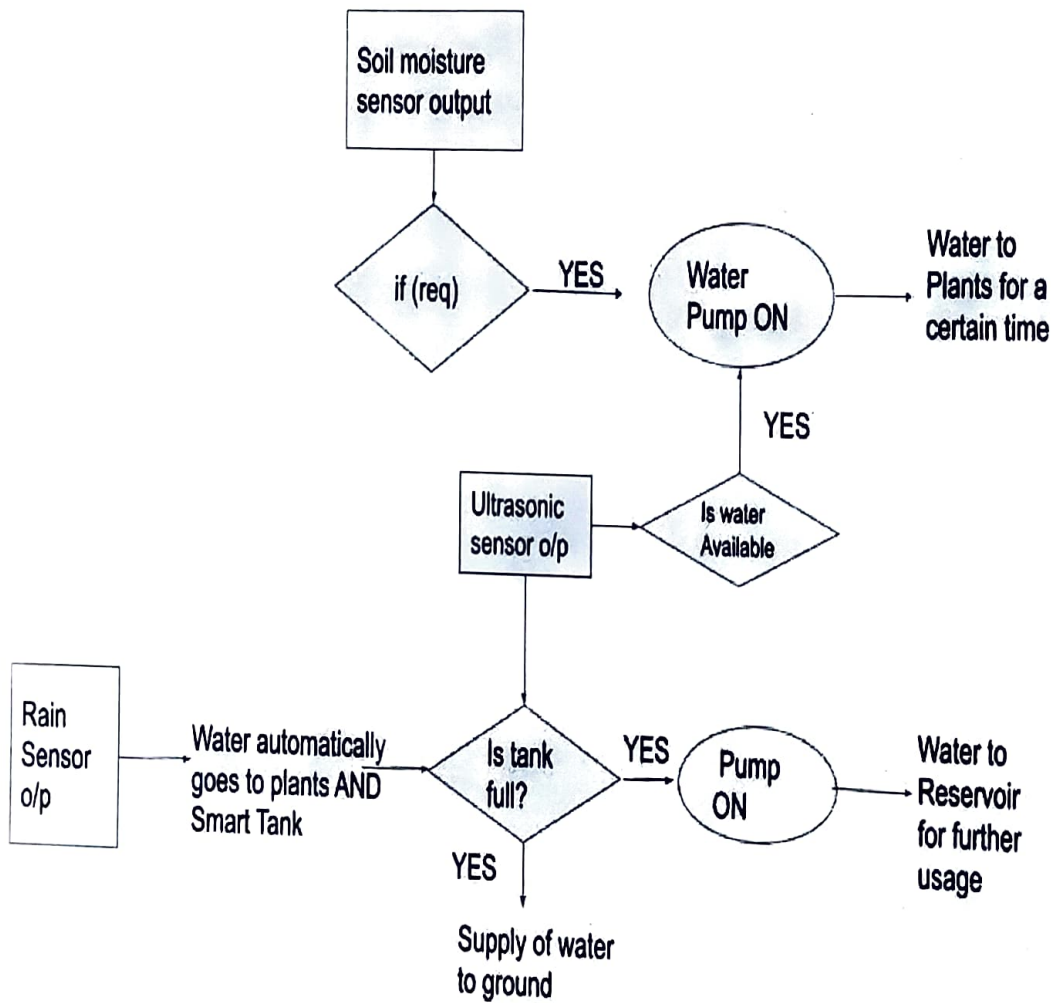 Soil moisture
sensor output
if (req)
YES
Water
Pump ON
Water to
Plants for a
certain time
YES
Ultrasonic
sensor o/p
Is water
Available
Rain
Sensor
o/p
Water automatically
goes to plants AND
Smart Tank
Is tank
full?
YES
Pump
ON
Water to
Reservoir
for further
usage
YES
Supply of water
to ground